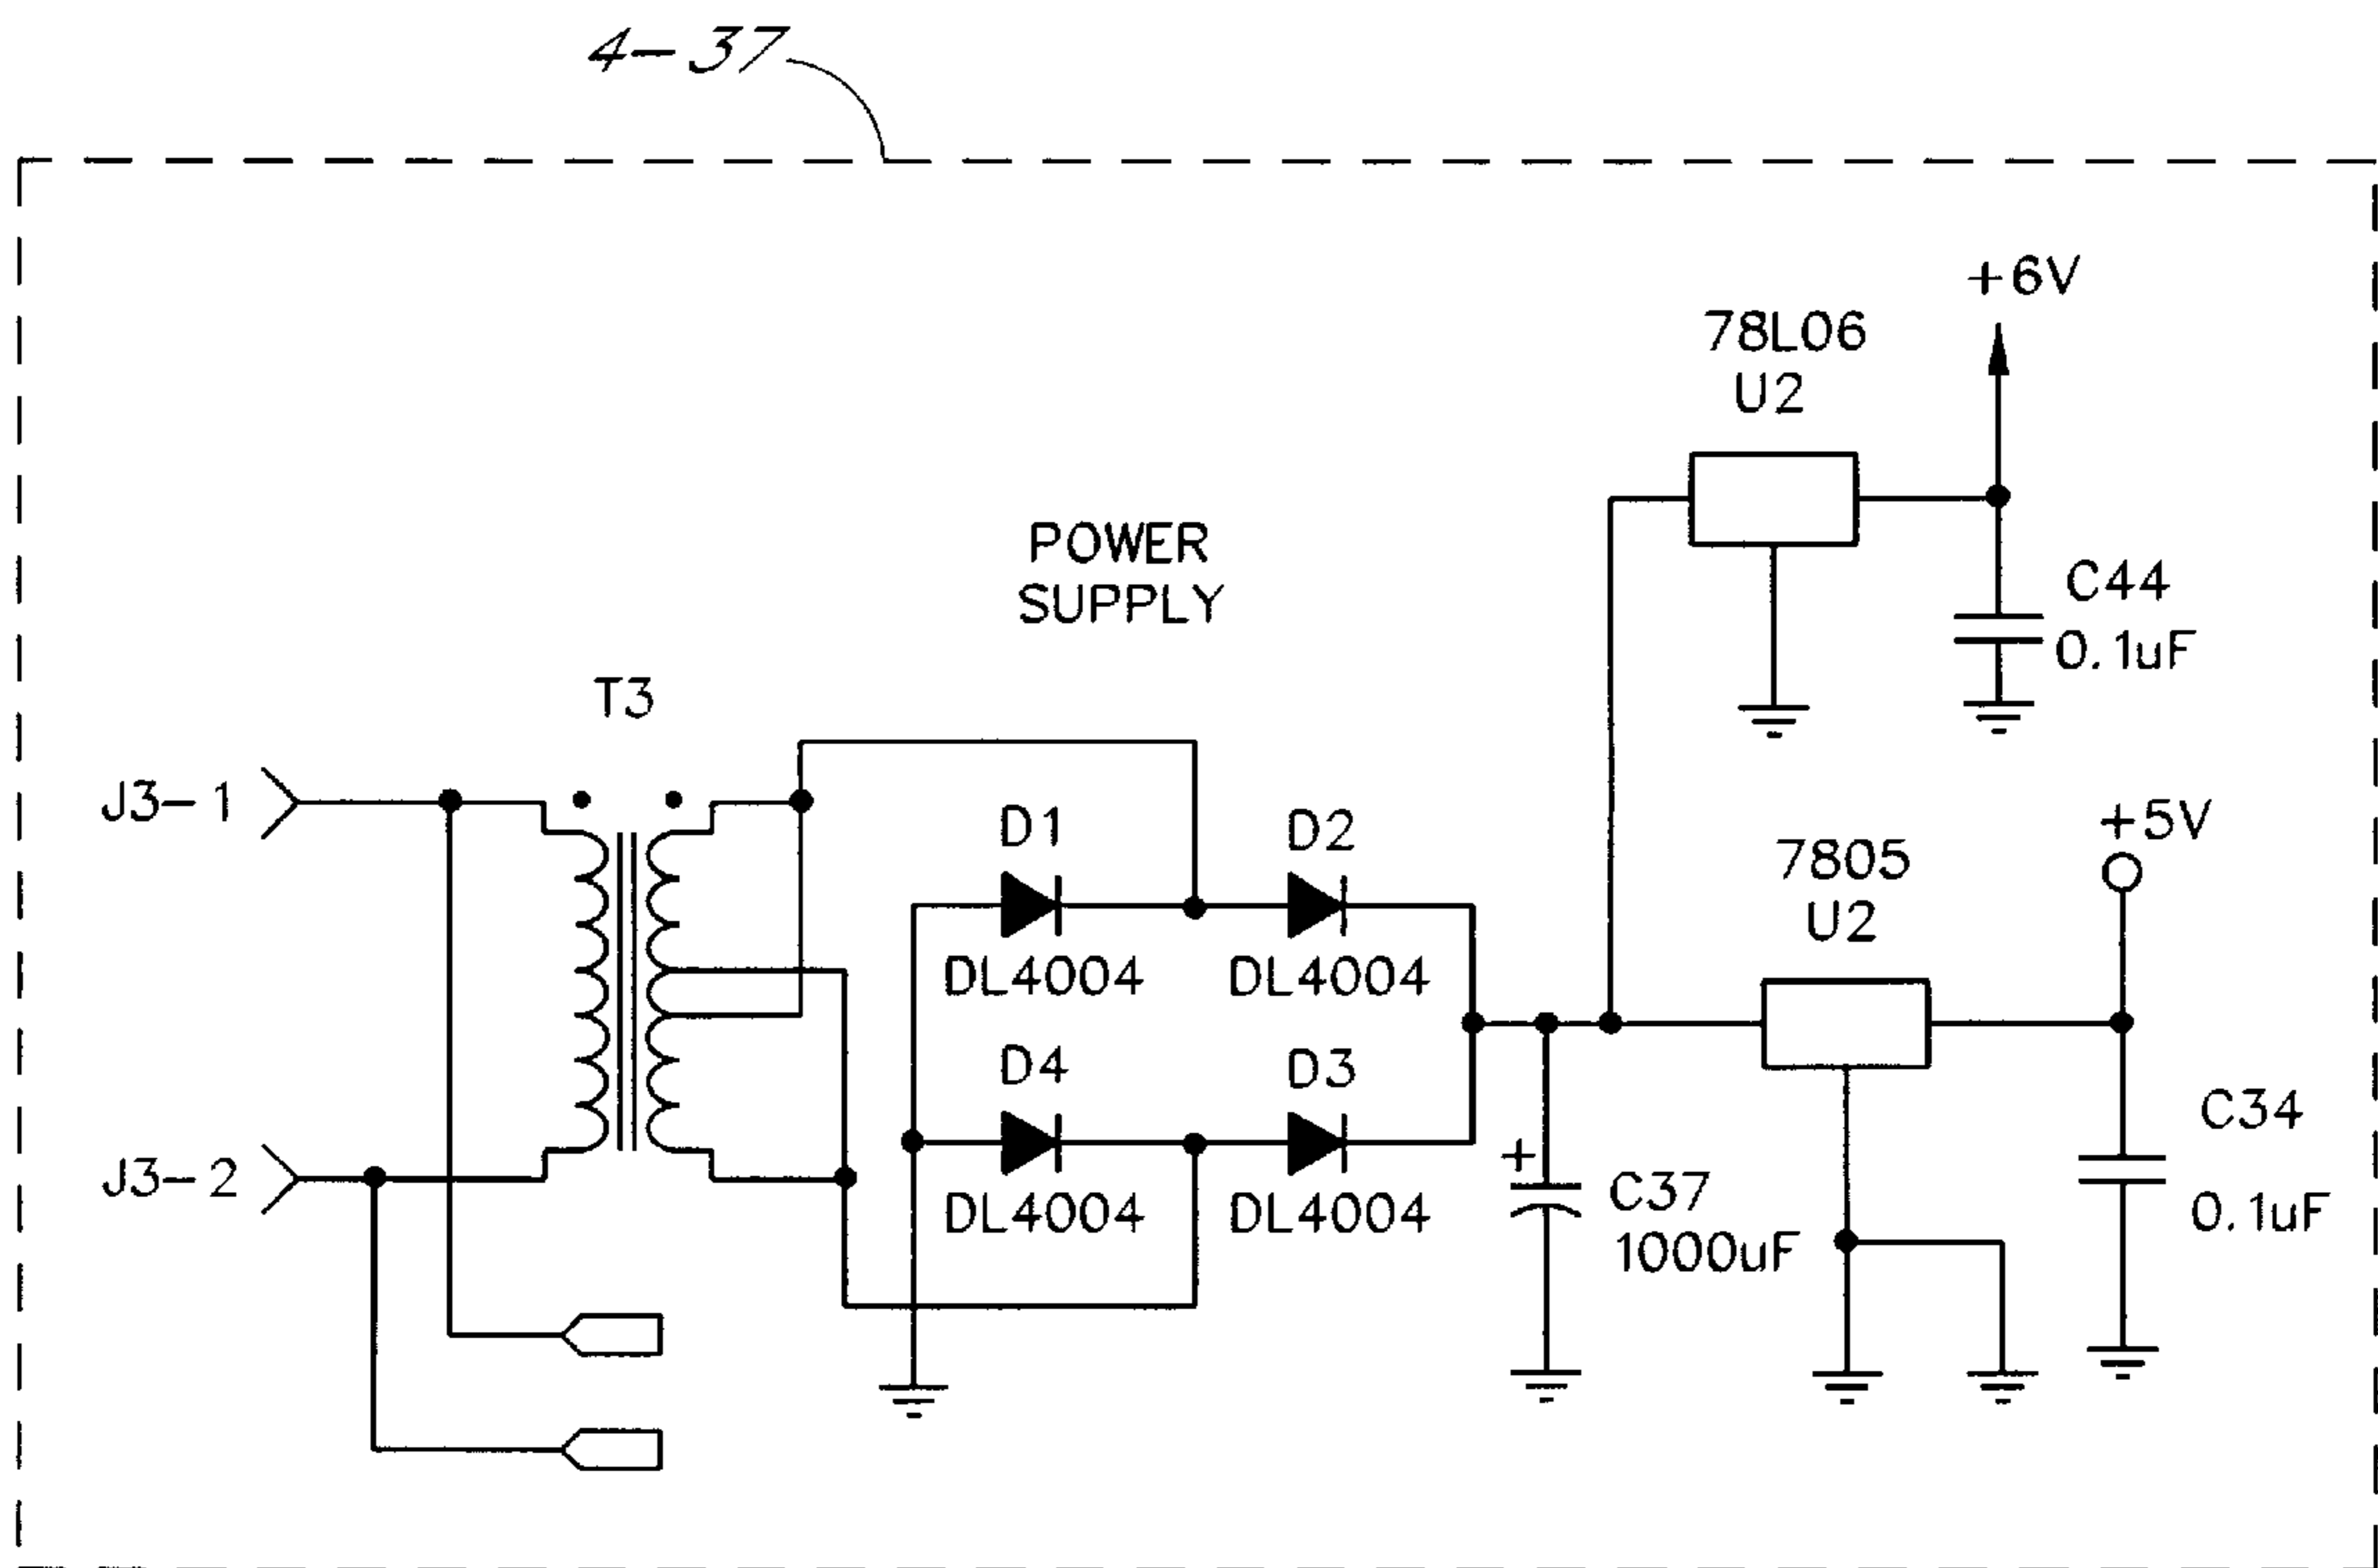 4-37
+6V
78L06
U2
POWER
SUPPLY
C44
0.1uF
T3
J3-1
D1
D2
+5V
7805
U2
DL4004
DL4004
D4
D3
C34
J3-2
+
C37
DL4004
DL4004
0.1uF
1000uF